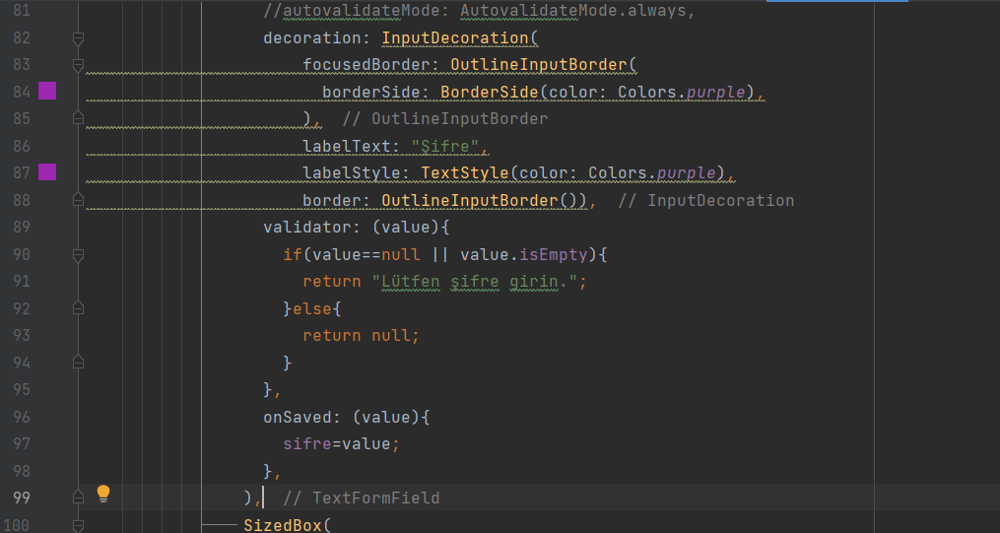 81 //autovalidateMode: AutovalidateMode.always,
82 decoration: InputDecoration(
83 focusedBorder: OutlineInputBorder(
84 borderSide: BorderSide(color: Colors.purple),
85 ), // OutlineInputBorder
86 labelText: "Şifre",
87 labelStyle: TextStyle(color: Colors.purple),
88 border: OutlineInputBorder()), // InputDecoration
89 validator: (value){
90 if(value==null || value.isEmpty){
91 return "Lütfen şifre girin.";
92 }else{
93 return null;
94 }
95 },
96 onSaved: (value){
97 sifre=value;
98 },
99 ), // TextFormField
100 SizedBox(